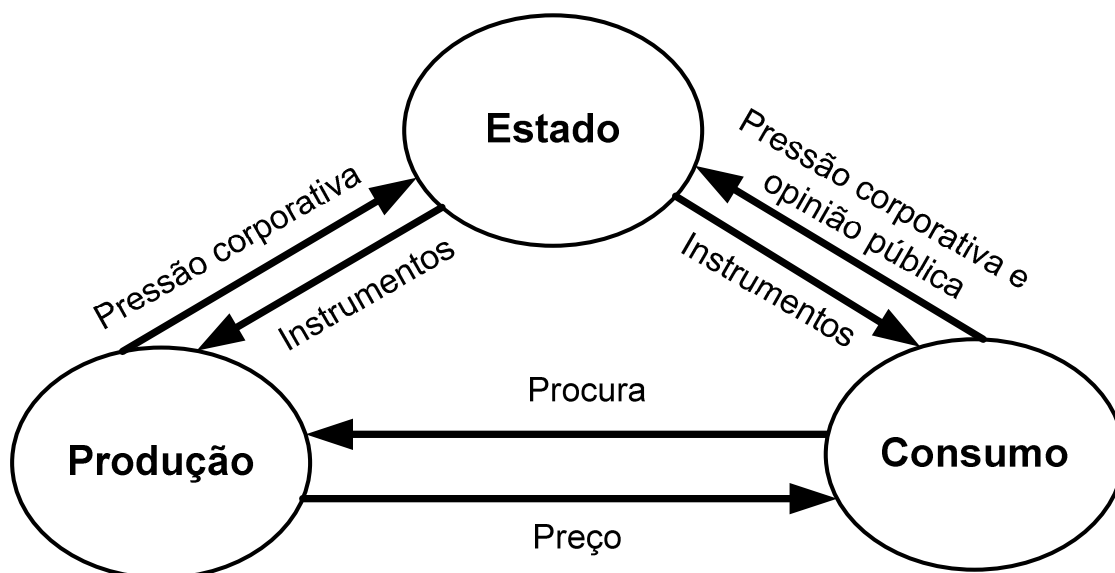 Estado
Pressão corporativa
Instrumentos
Pressão corporativa e
opinião pública
Instrumentos
Procura
Produção
Consumo
Preço